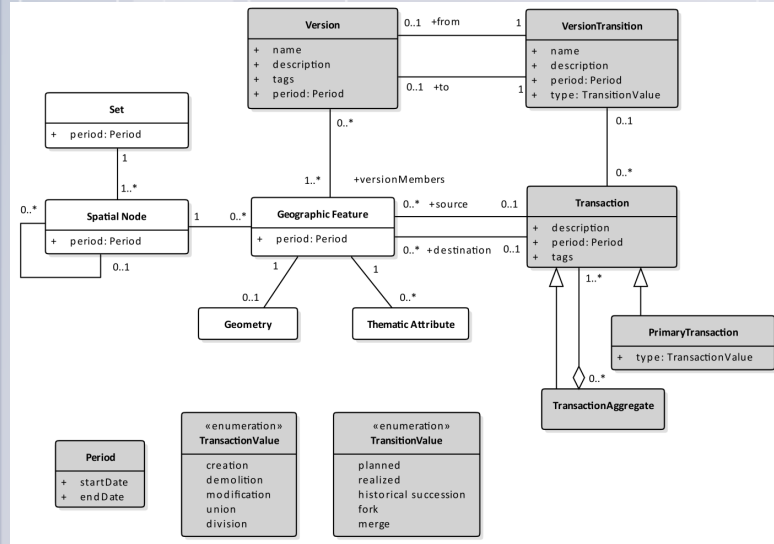 Version
+ name
+ description
+ tags
+ period: Period
0..1 +from 1
0..1 +to 1
VersionTransition
+ name
+ description
+ period: Period
+ type: TransitionValue
Set
+ period: Period
1
1..*
0..*
1..* +versionMembers
0..1
0..*
0..*
Spatial Node
+ period: Period
0..1
1 0..*
Geographic Feature
+ period: Period
0..* +source 0..1
0..* +destination 0..1
Transaction
+ description
+ period: Period
+ tags
1
0..1
1
0..*
Geometry
Thematic Attribute
1..*
0..*
PrimaryTransaction
+ type: TransactionValue
TransactionAggregate
Period
+ startDate
+ endDate
«enumeration»
TransactionValue
creation
demolition
modification
union
division
«enumeration»
TransitionValue
planned
realized
historical succession
fork
merge